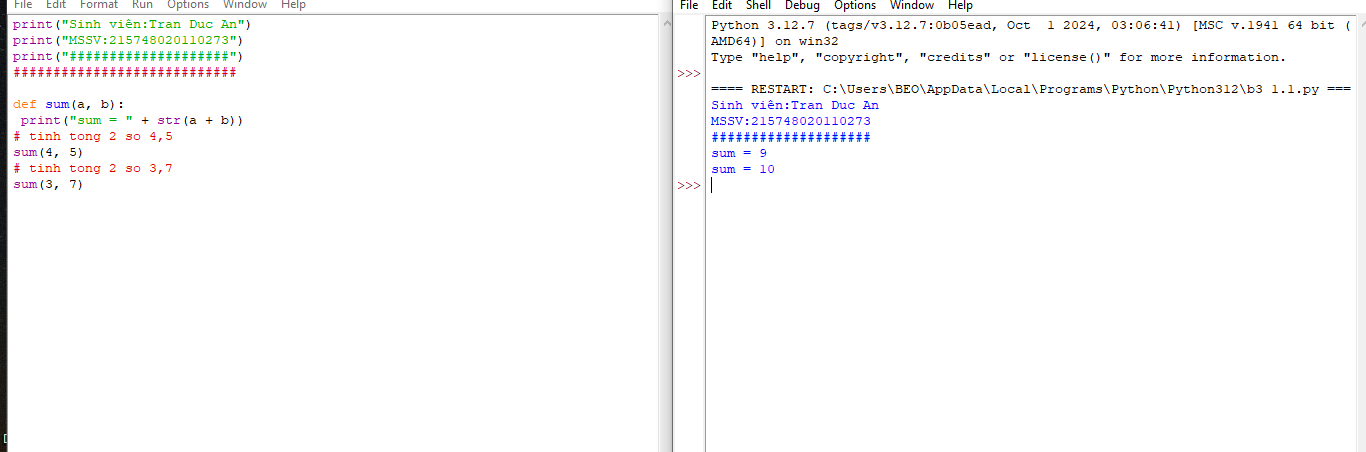 File Edit Format Run Options Window Help
print("Sinh viên:Tran Duc An")
print("MSSV:215748020110273")
print("####################")
############################
def sum(a, b):
 print("sum = " + str(a + b))
# tinh tong 2 so 4,5
sum(4, 5)
# tinh tong 2 so 3,7
sum(3, 7)
File Edit Shell Debug Options Window Help
Python 3.12.7 (tags/v3.12.7:0b05ead, Oct  1 2024, 03:06:41) [MSC v.1941 64 bit (
AMD64)] on win32
Type "help", "copyright", "credits" or "license()" for more information.
>>>
==== RESTART: C:\Users\BEO\AppData\Local\Programs\Python\Python312\b3 1.1.py ===
Sinh viên:Tran Duc An
MSSV:215748020110273
####################
sum = 9
sum = 10
>>>